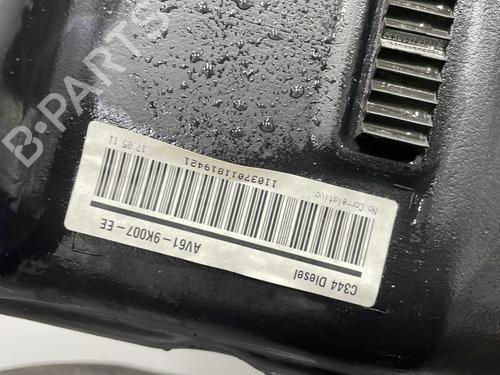 C344 Diesel
AV61-9K007-EE
No.Correlativo:
11037011819421
17 05 11
B-PARTS